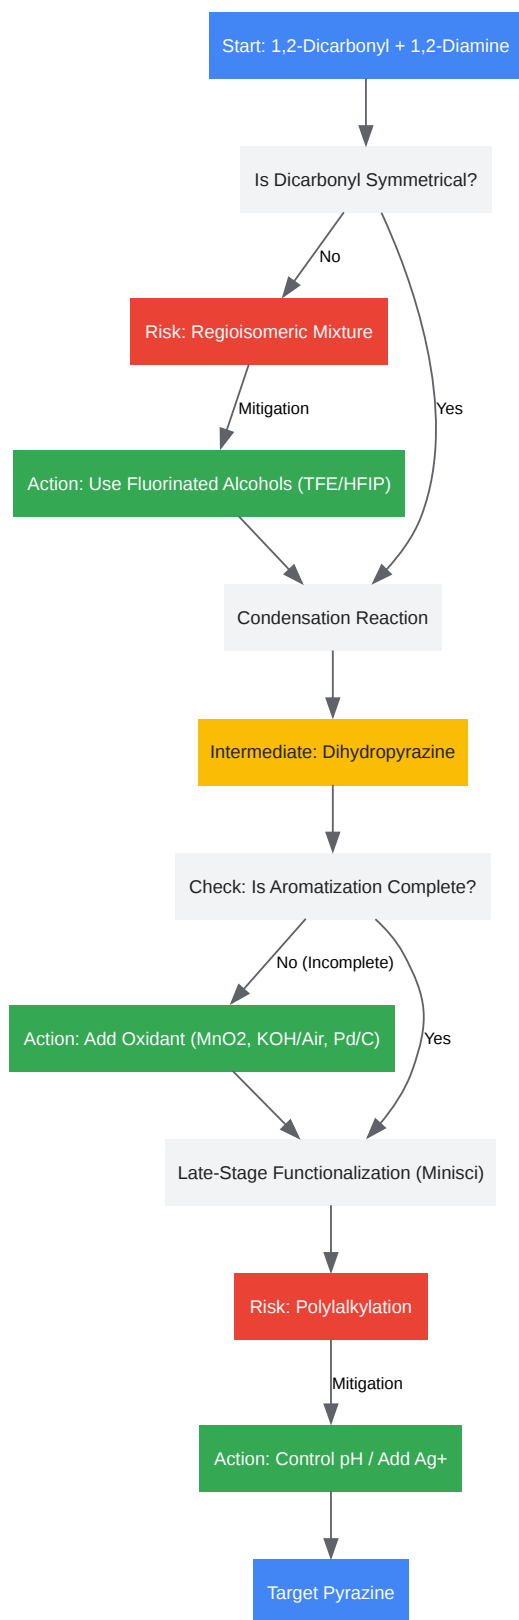 Start: 1,2-Dicarbonyl + 1,2-Diamine
Is Dicarbonyl Symmetrical?
No
Risk: Regioisomeric Mixture
Mitigation
Yes
Action: Use Fluorinated Alcohols (TFE/HFIP)
Condensation Reaction
Intermediate: Dihydropyrazine
Check: Is Aromatization Complete?
No (Incomplete)
Action: Add Oxidant (MnO2, KOH/Air, Pd/C)
Yes
Late-Stage Functionalization (Minisci)
Risk: Polylalkylation
Mitigation
Action: Control pH / Add Ag+
Target Pyrazine